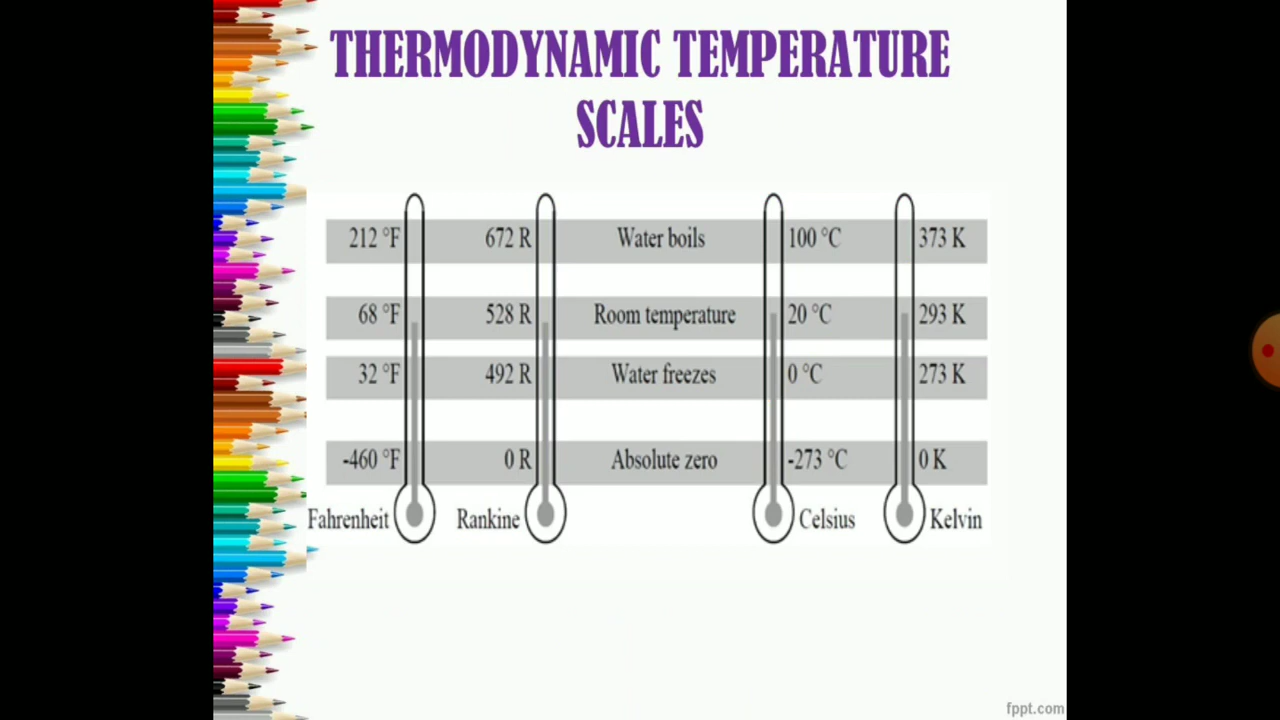 THERMODYNAMIC TEMPERATURE
SCALES
212 °F 672 R Water boils 100 °C 373 K
68 °F 528 R Room temperature 20 °C 293 K
32 °F 492 R Water freezes 0 °C 273 K
-460 °F 0 R Absolute zero -273 °C 0 K
Fahrenheit Rankine Celsius Kelvin
fppt.com